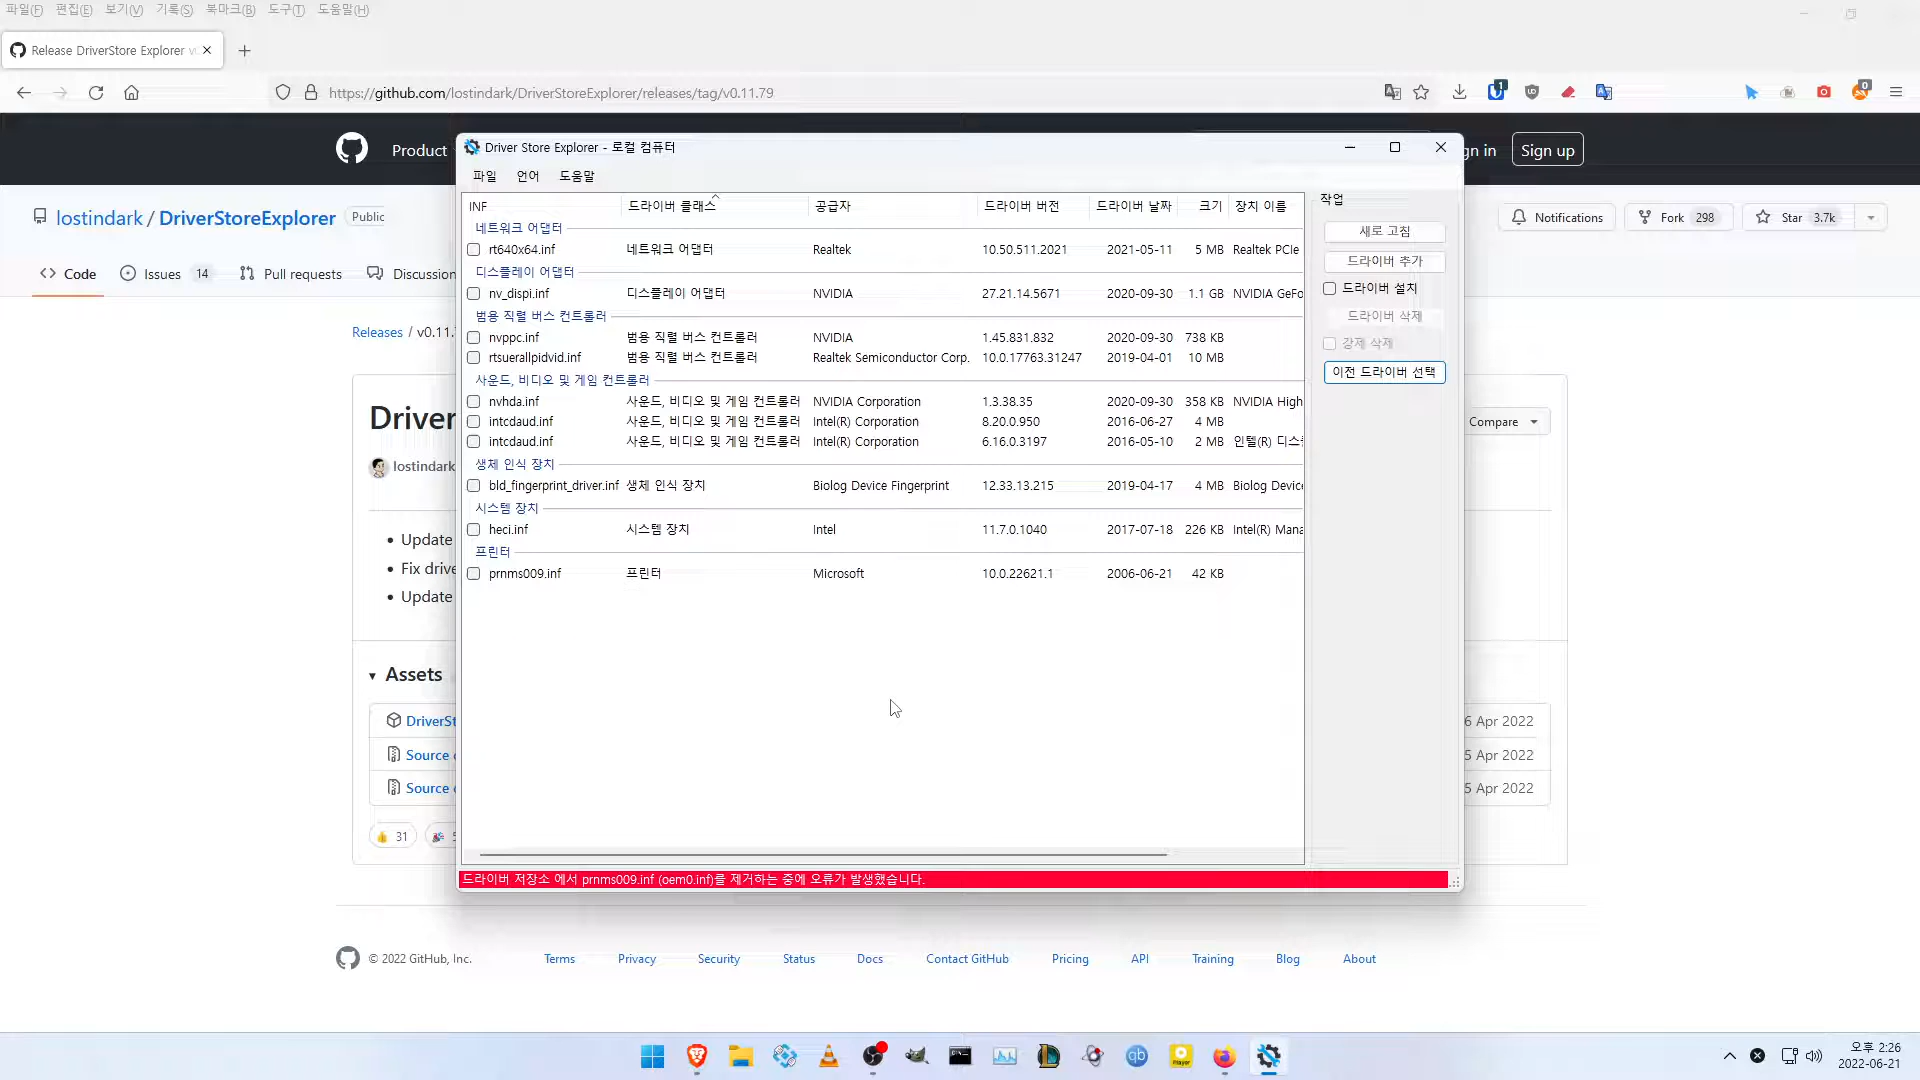 파일(F) 편집(E) 보기(V) 기록(S) 북마크(B) 도구(T) 도움말(H)
Release DriverStore Explorer v
https://github.com/lostindark/DriverStoreExplorer/releases/tag/v0.11.79
1
0
Product
gn in
Sign up
lostindark / DriverStoreExplorer Public
Notifications
Fork 298
Star 3.7k
Code
Issues 14
Pull requests
Discussion
Releases / v0.11.
Driver
Compare
lostindark
Update
Fix drive
Update
Assets
DriverSt
6 Apr 2022
Source
5 Apr 2022
Source
5 Apr 2022
31
Driver Store Explorer - 로컬 컴퓨터
파일 언어 도움말
INF 드라이버 클래스 공급자 드라이버 버전 드라이버 날짜 크기 장치 이름
네트워크 어댑터
rt640x64.inf 네트워크 어댑터 Realtek 10.50.511.2021 2021-05-11 5 MB Realtek PCIe
디스플레이 어댑터
nv_dispi.inf 디스플레이 어댑터 NVIDIA 27.21.14.5671 2020-09-30 1.1 GB NVIDIA GeFo
범용 직렬 버스 컨트롤러
nvppc.inf 범용 직렬 버스 컨트롤러 NVIDIA 1.45.831.832 2020-09-30 738 KB
rtsuerallpidvid.inf 범용 직렬 버스 컨트롤러 Realtek Semiconductor Corp. 10.0.17763.31247 2019-04-01 10 MB
사운드, 비디오 및 게임 컨트롤러
nvhda.inf 사운드, 비디오 및 게임 컨트롤러 NVIDIA Corporation 1.3.38.35 2020-09-30 358 KB NVIDIA High
intcdaud.inf 사운드, 비디오 및 게임 컨트롤러 Intel(R) Corporation 8.20.0.950 2016-06-27 4 MB
intcdaud.inf 사운드, 비디오 및 게임 컨트롤러 Intel(R) Corporation 6.16.0.3197 2016-05-10 2 MB 인텔(R) 디스
생체 인식 장치
bld_fingerprint_driver.inf 생체 인식 장치 Biolog Device Fingerprint 12.33.13.215 2019-04-17 4 MB Biolog Device
시스템 장치
heci.inf 시스템 장치 Intel 11.7.0.1040 2017-07-18 226 KB Intel(R) Mana
프린터
prnms009.inf 프린터 Microsoft 10.0.22621.1 2006-06-21 42 KB
작업
새로 고침
드라이버 추가
드라이버 설치
드라이버 삭제
강제 삭제
이전 드라이버 선택
드라이버 저장소 에서 prnms009.inf (oem0.inf)를 제거하는 중에 오류가 발생했습니다.
© 2022 GitHub, Inc. Terms Privacy Security Status Docs Contact GitHub Pricing API Training Blog About
오후 2:26
2022-06-21